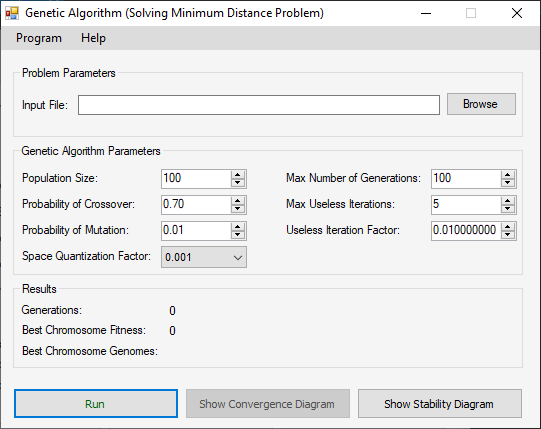 Genetic Algorithm (Solving Minimum Distance Problem)
Program Help
Problem Parameters
Input File: Browse
Genetic Algorithm Parameters
Population Size: 100 Max Number of Generations: 100
Probability of Crossover: 0.70 Max Useless Iterations: 5
Probability of Mutation: 0.01 Useless Iteration Factor: 0.010000000
Space Quantization Factor: 0.001
Results
Generations: 0
Best Chromosome Fitness: 0
Best Chromosome Genomes:
Run Show Convergence Diagram Show Stability Diagram